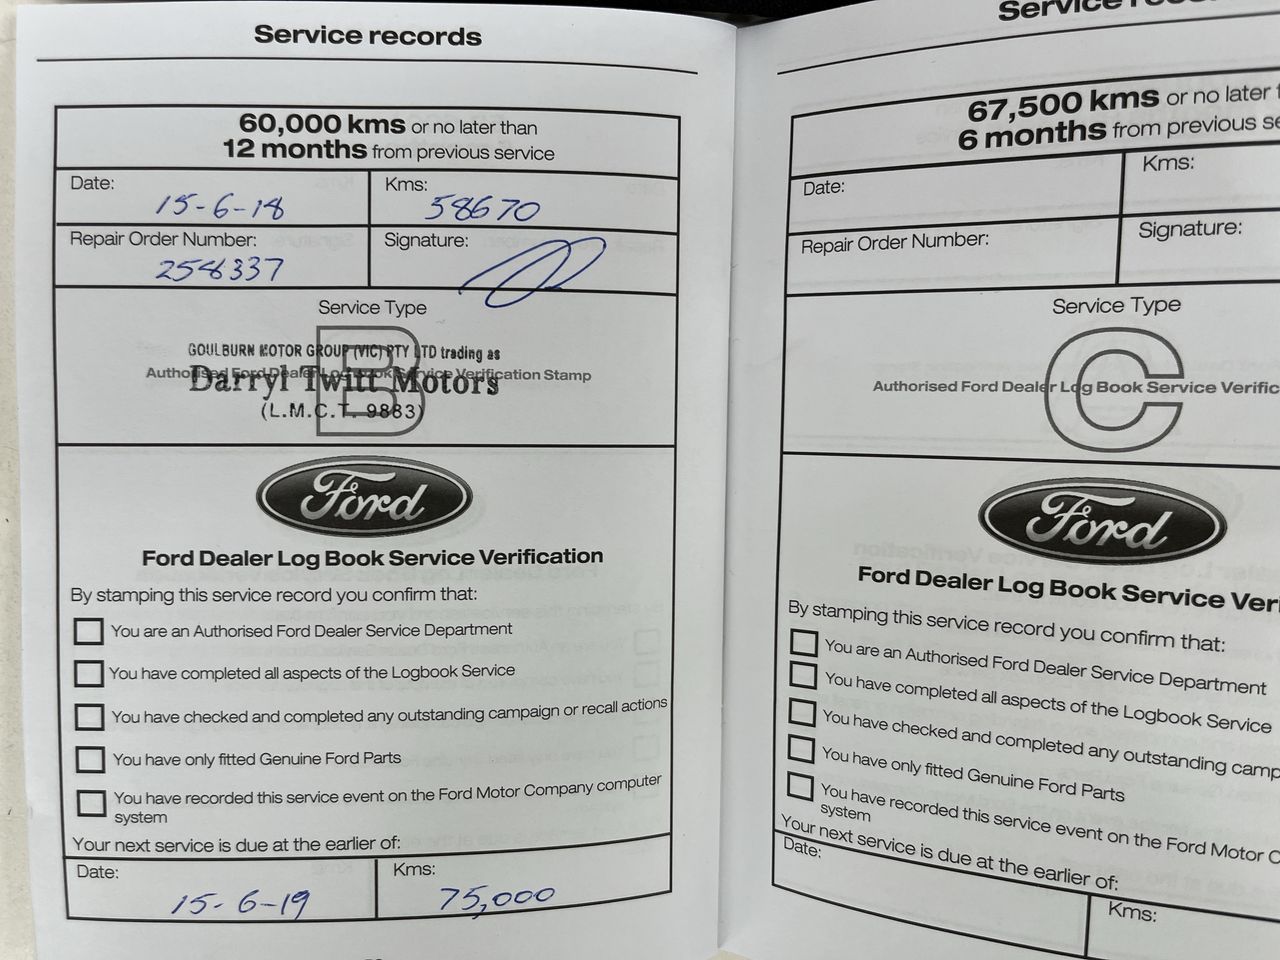 Service records
60,000 kms or no later than
12 months from previous service
Date:
15-6-18
Kms:
58670
Repair Order Number:
Signature:
Service Type
B
GOULBURN MOTOR GROUP (VIC) PTY LTD trading as
Authorised Ford Dealer Log Book Service Verification Stamp
Darryl Twitt Motors
(L.M.C.T. 9883)
Ford
Ford Dealer Log Book Service Verification
By stamping this service record you confirm that:
You are an Authorised Ford Dealer Service Department
You have completed all aspects of the Logbook Service
You have checked and completed any outstanding campaign or recall actions
You have only fitted Genuine Ford Parts
You have recorded this service event on the Ford Motor Company computer
system
Your next service is due at the earlier of:
Date:
15-6-19
Kms:
75,000
Service
67,500 kms or no later
6 months from previous
Date:
Kms:
Repair Order Number:
Signature:
Service Type
C
Authorised Ford Dealer Log Book Service
Ford
Ford Dealer Log Book Service
By stamping this service record you confirm that:
You are an Authorised Ford Dealer Service Department
You have completed all aspects of the Logbook Service
You have checked and completed any outstanding
You have only fitted Genuine Ford Parts
You have recorded this service event on the Ford Motor
system
Your next service is due at the earlier of:
Date:
Kms: